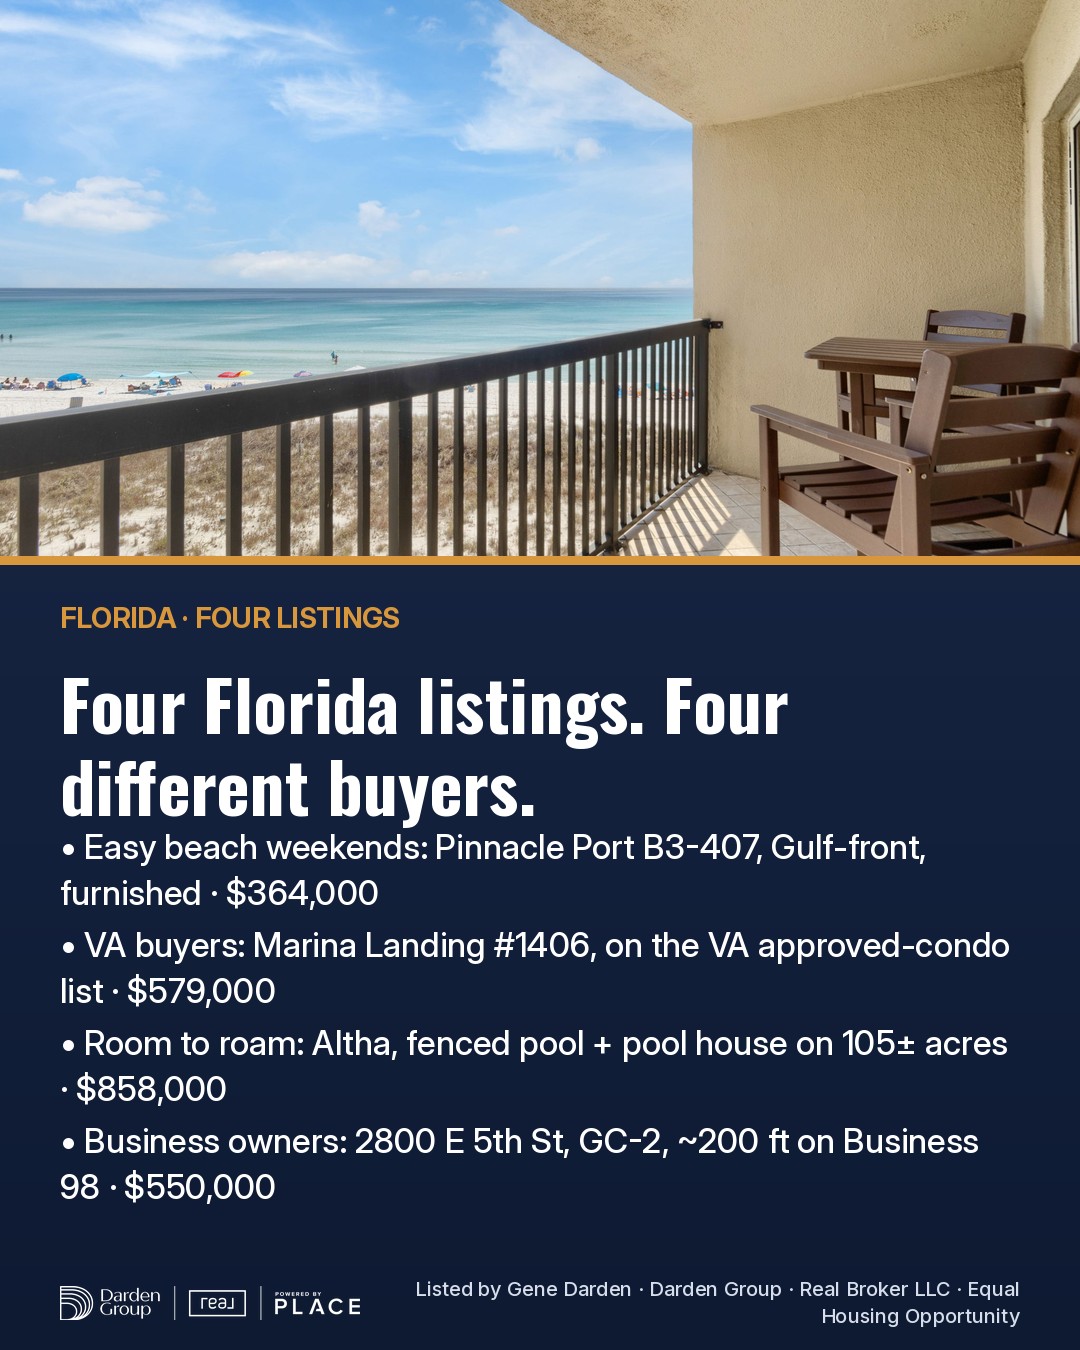 FLORIDA · FOUR LISTINGS
Four Florida listings. Four
different buyers.
• Easy beach weekends: Pinnacle Port B3-407, Gulf-front,
furnished · $364,000
• VA buyers: Marina Landing #1406, on the VA approved-condo
list · $579,000
• Room to roam: Altha, fenced pool + pool house on 105± acres
· $858,000
• Business owners: 2800 E 5th St, GC-2, ~200 ft on Business
98 · $550,000
Darden
Group
real
POWERED BY
PLACE
Listed by Gene Darden · Darden Group · Real Broker LLC · Equal
Housing Opportunity